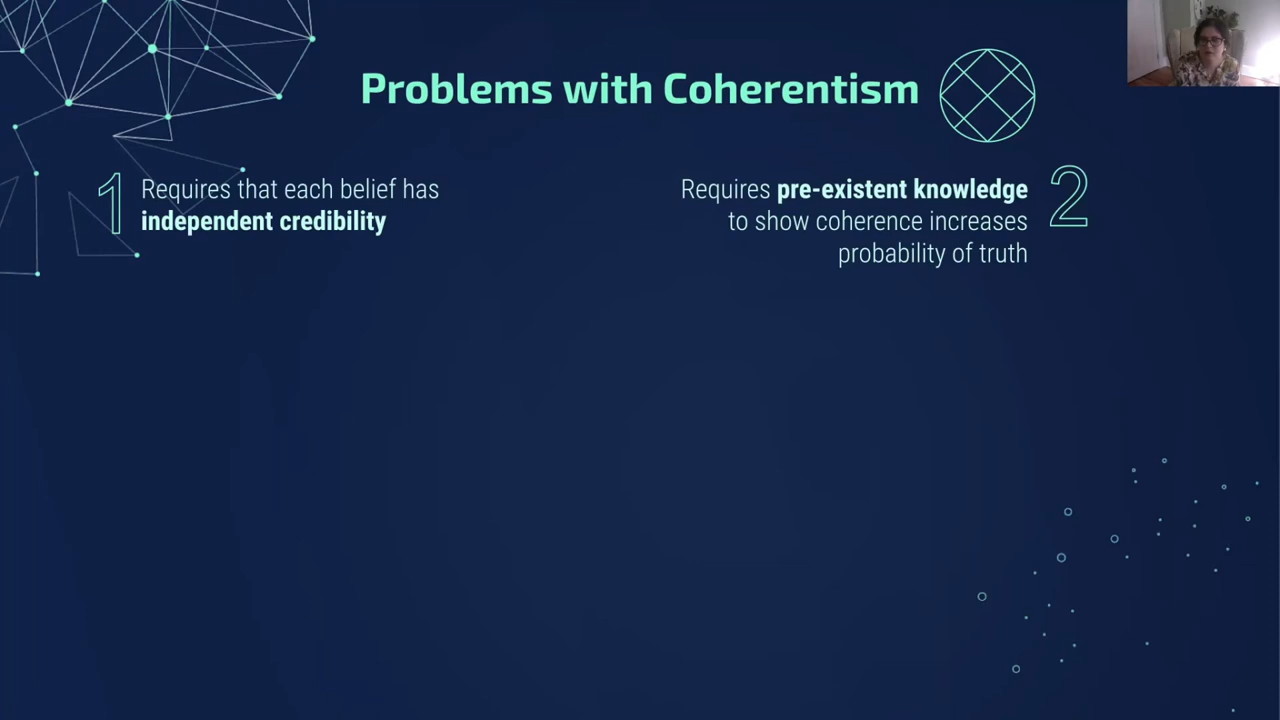 Problems with Coherentism
1
Requires that each belief has
independent credibility
Requires pre-existent knowledge
to show coherence increases
probability of truth
2